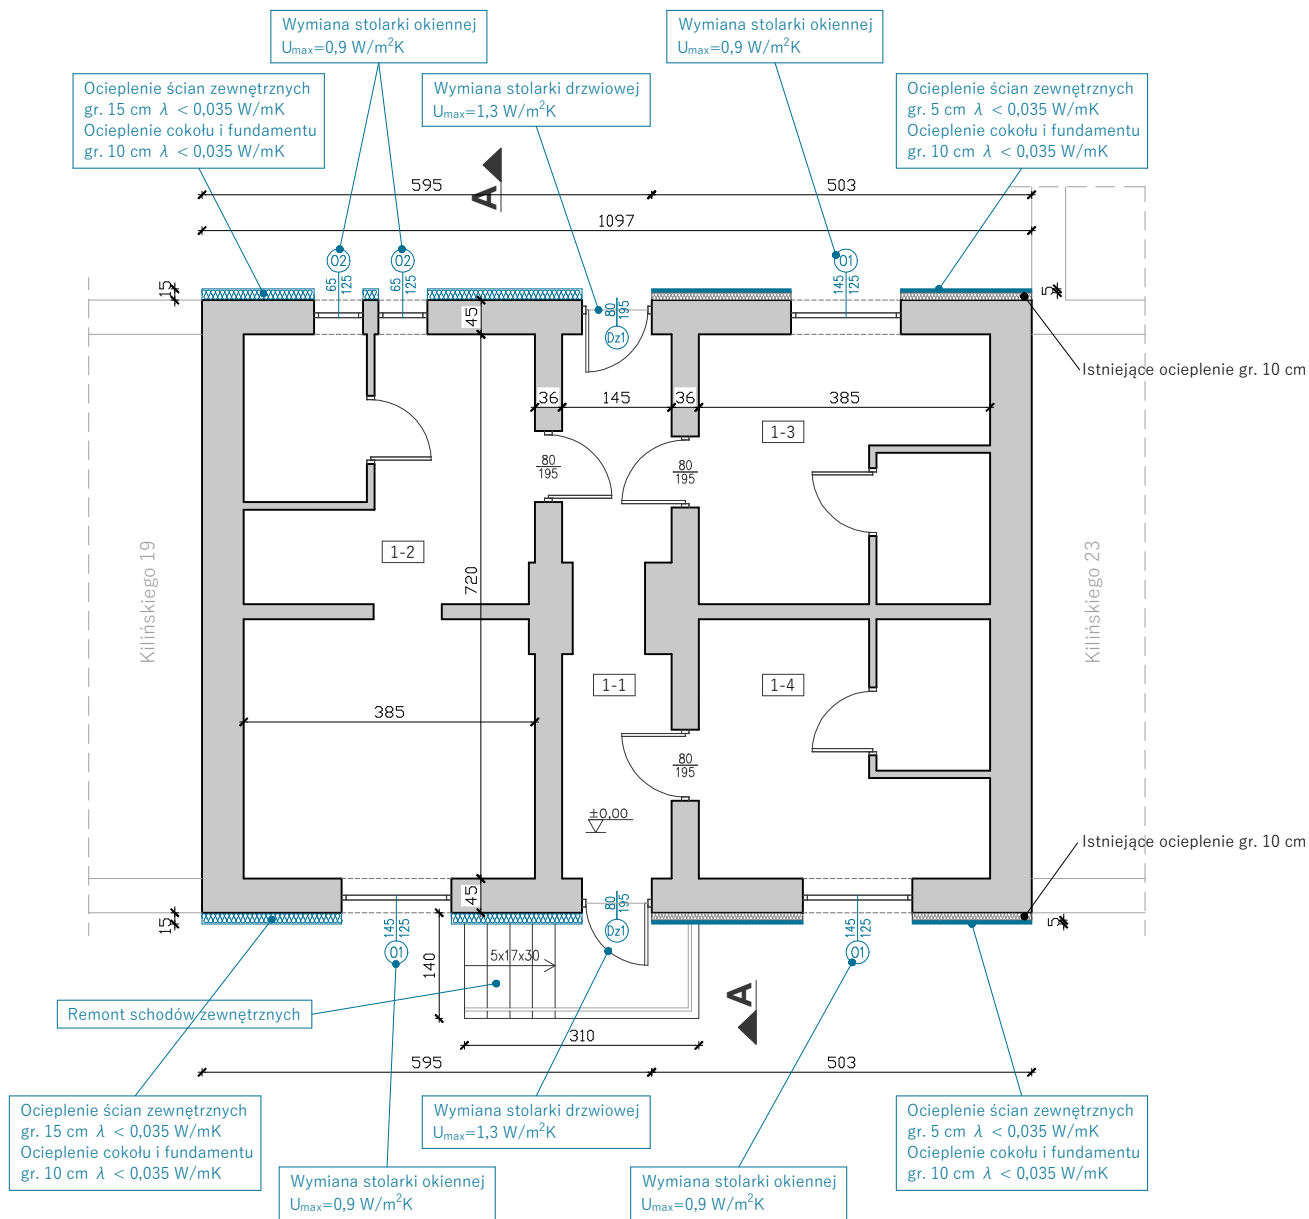 Wymiana stolarki okiennej
Umax=0,9 W/m²K
Wymiana stolarki okiennej
Umax=0,9 W/m²K
Ocieplenie ścian zewnętrznych
gr. 15 cm λ < 0,035 W/mK
Ocieplenie cokołu i fundamentu
gr. 10 cm λ < 0,035 W/mK
Wymiana stolarki drzwiowej
Umax=1,3 W/m²K
Ocieplenie ścian zewnętrznych
gr. 5 cm λ < 0,035 W/mK
Ocieplenie cokołu i fundamentu
gr. 10 cm λ < 0,035 W/mK
A
595
503
1097
O2
O2
O1
65
125
65
125
145
125
15
5
45
80
195
Dz1
Istniejące ocieplenie gr. 10 cm
36
145
36
385
1-3
80
195
80
195
1-2
720
Kilińskiego 19
Kilińskiego 23
1-1
1-4
385
80
195
±0,00
Istniejące ocieplenie gr. 10 cm
45
15
5
145
125
80
195
145
125
O1
Dz1
O1
5x17x30
140
A
Remont schodów zewnętrznych
310
595
503
Ocieplenie ścian zewnętrznych
gr. 15 cm λ < 0,035 W/mK
Ocieplenie cokołu i fundamentu
gr. 10 cm λ < 0,035 W/mK
Wymiana stolarki drzwiowej
Umax=1,3 W/m²K
Ocieplenie ścian zewnętrznych
gr. 5 cm λ < 0,035 W/mK
Ocieplenie cokołu i fundamentu
gr. 10 cm λ < 0,035 W/mK
Wymiana stolarki okiennej
Umax=0,9 W/m²K
Wymiana stolarki okiennej
Umax=0,9 W/m²K